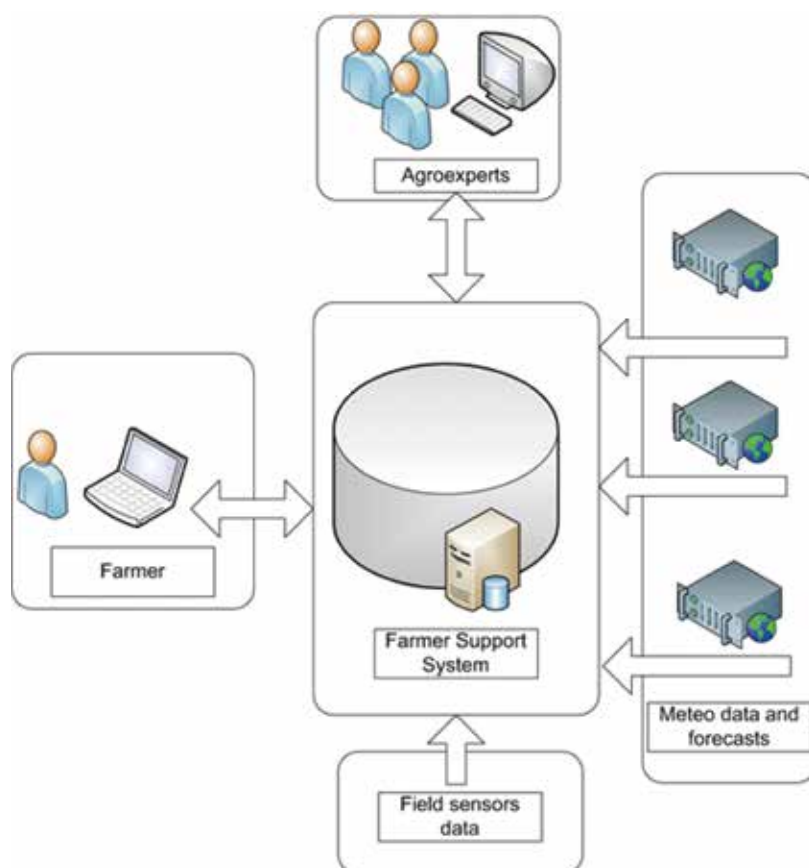 Agroexperts
Farmer
Farmer Support
System
Meteo data and
forecasts
Field sensors
data